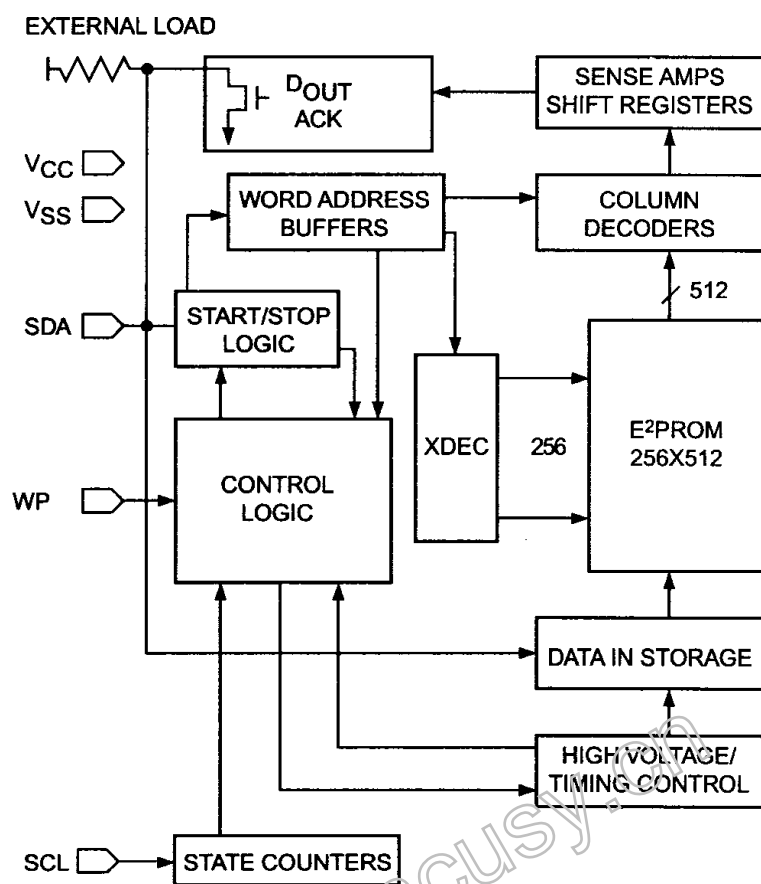 EXTERNAL LOAD
DOUT
ACK
SENSE AMPS
SHIFT REGISTERS
VCC
VSS
WORD ADDRESS
BUFFERS
COLUMN
DECODERS
512
SDA
START/STOP
LOGIC
XDEC
256
E²PROM
256X512
WP
CONTROL
LOGIC
DATA IN STORAGE
HIGH VOLTAGE/
TIMING CONTROL
SCL
STATE COUNTERS